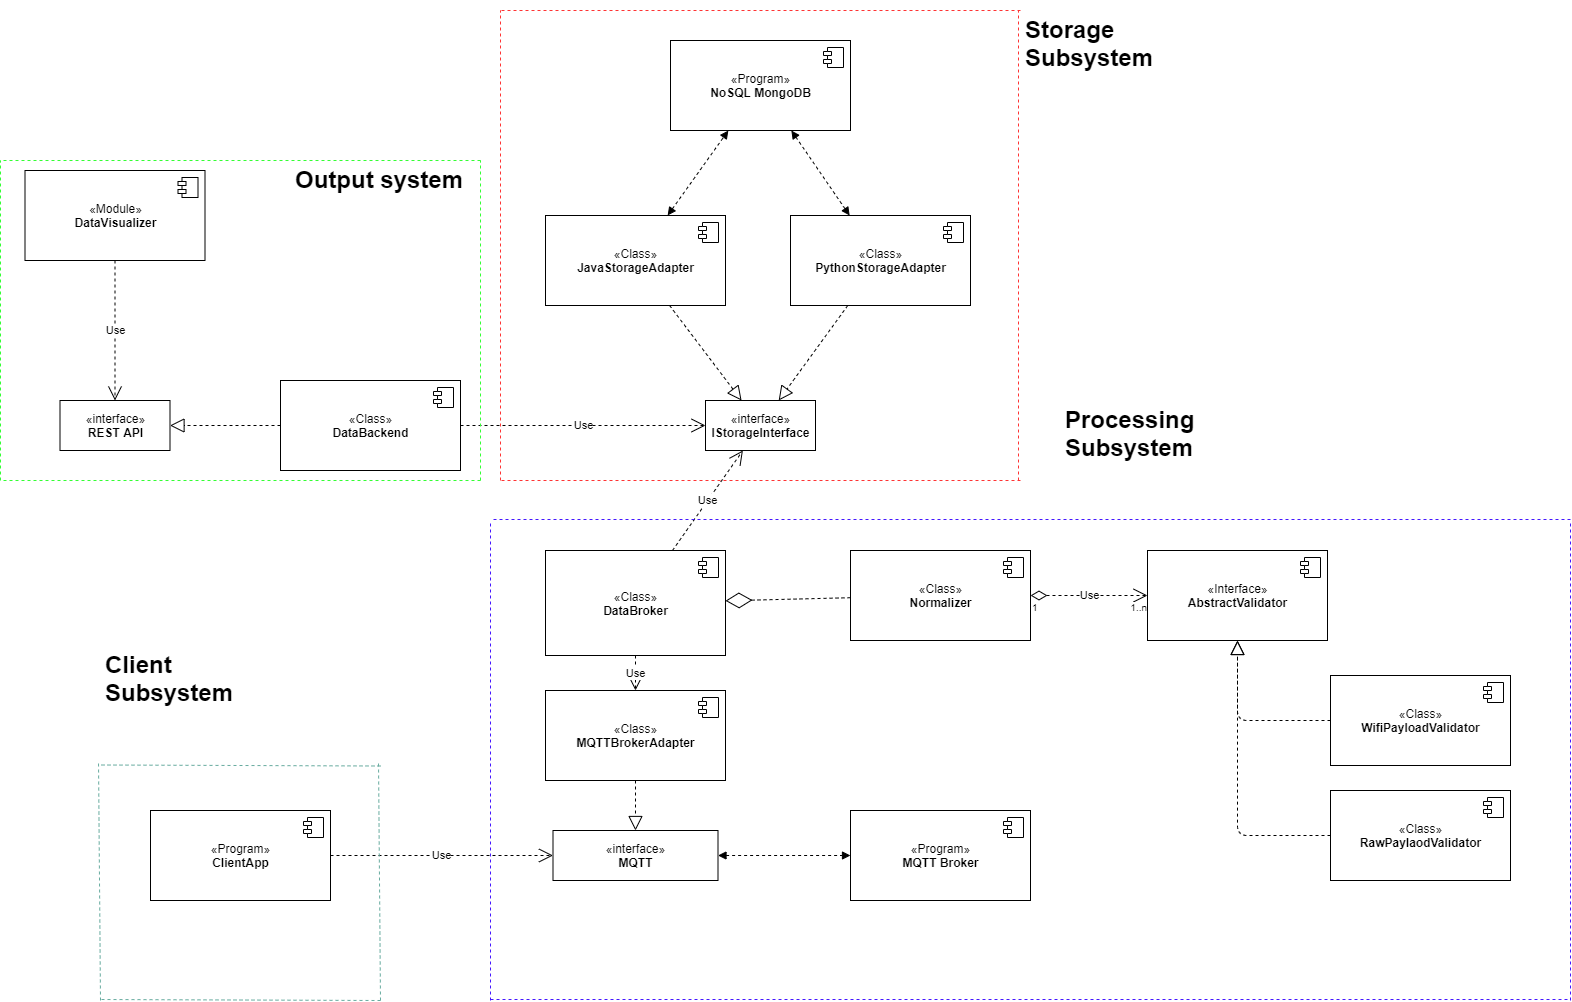 Storage
Subsystem
«Program»
NoSQL MongoDB
Output system
«Module»
DataVisualizer
«Class»
JavaStorageAdapter
«Class»
PythonStorageAdapter
Use
«interface»
REST API
«Class»
DataBackend
Use
«interface»
IStorageInterface
Processing
Subsystem
Use
«Class»
DataBroker
«Class»
Normalizer
1
Use
1..n
«Interface»
AbstractValidator
Client
Subsystem
Use
«Class»
MQTTBrokerAdapter
«Class»
WifiPayloadValidator
«Program»
ClientApp
Use
«interface»
MQTT
«Program»
MQTT Broker
«Class»
RawPaylaodValidator